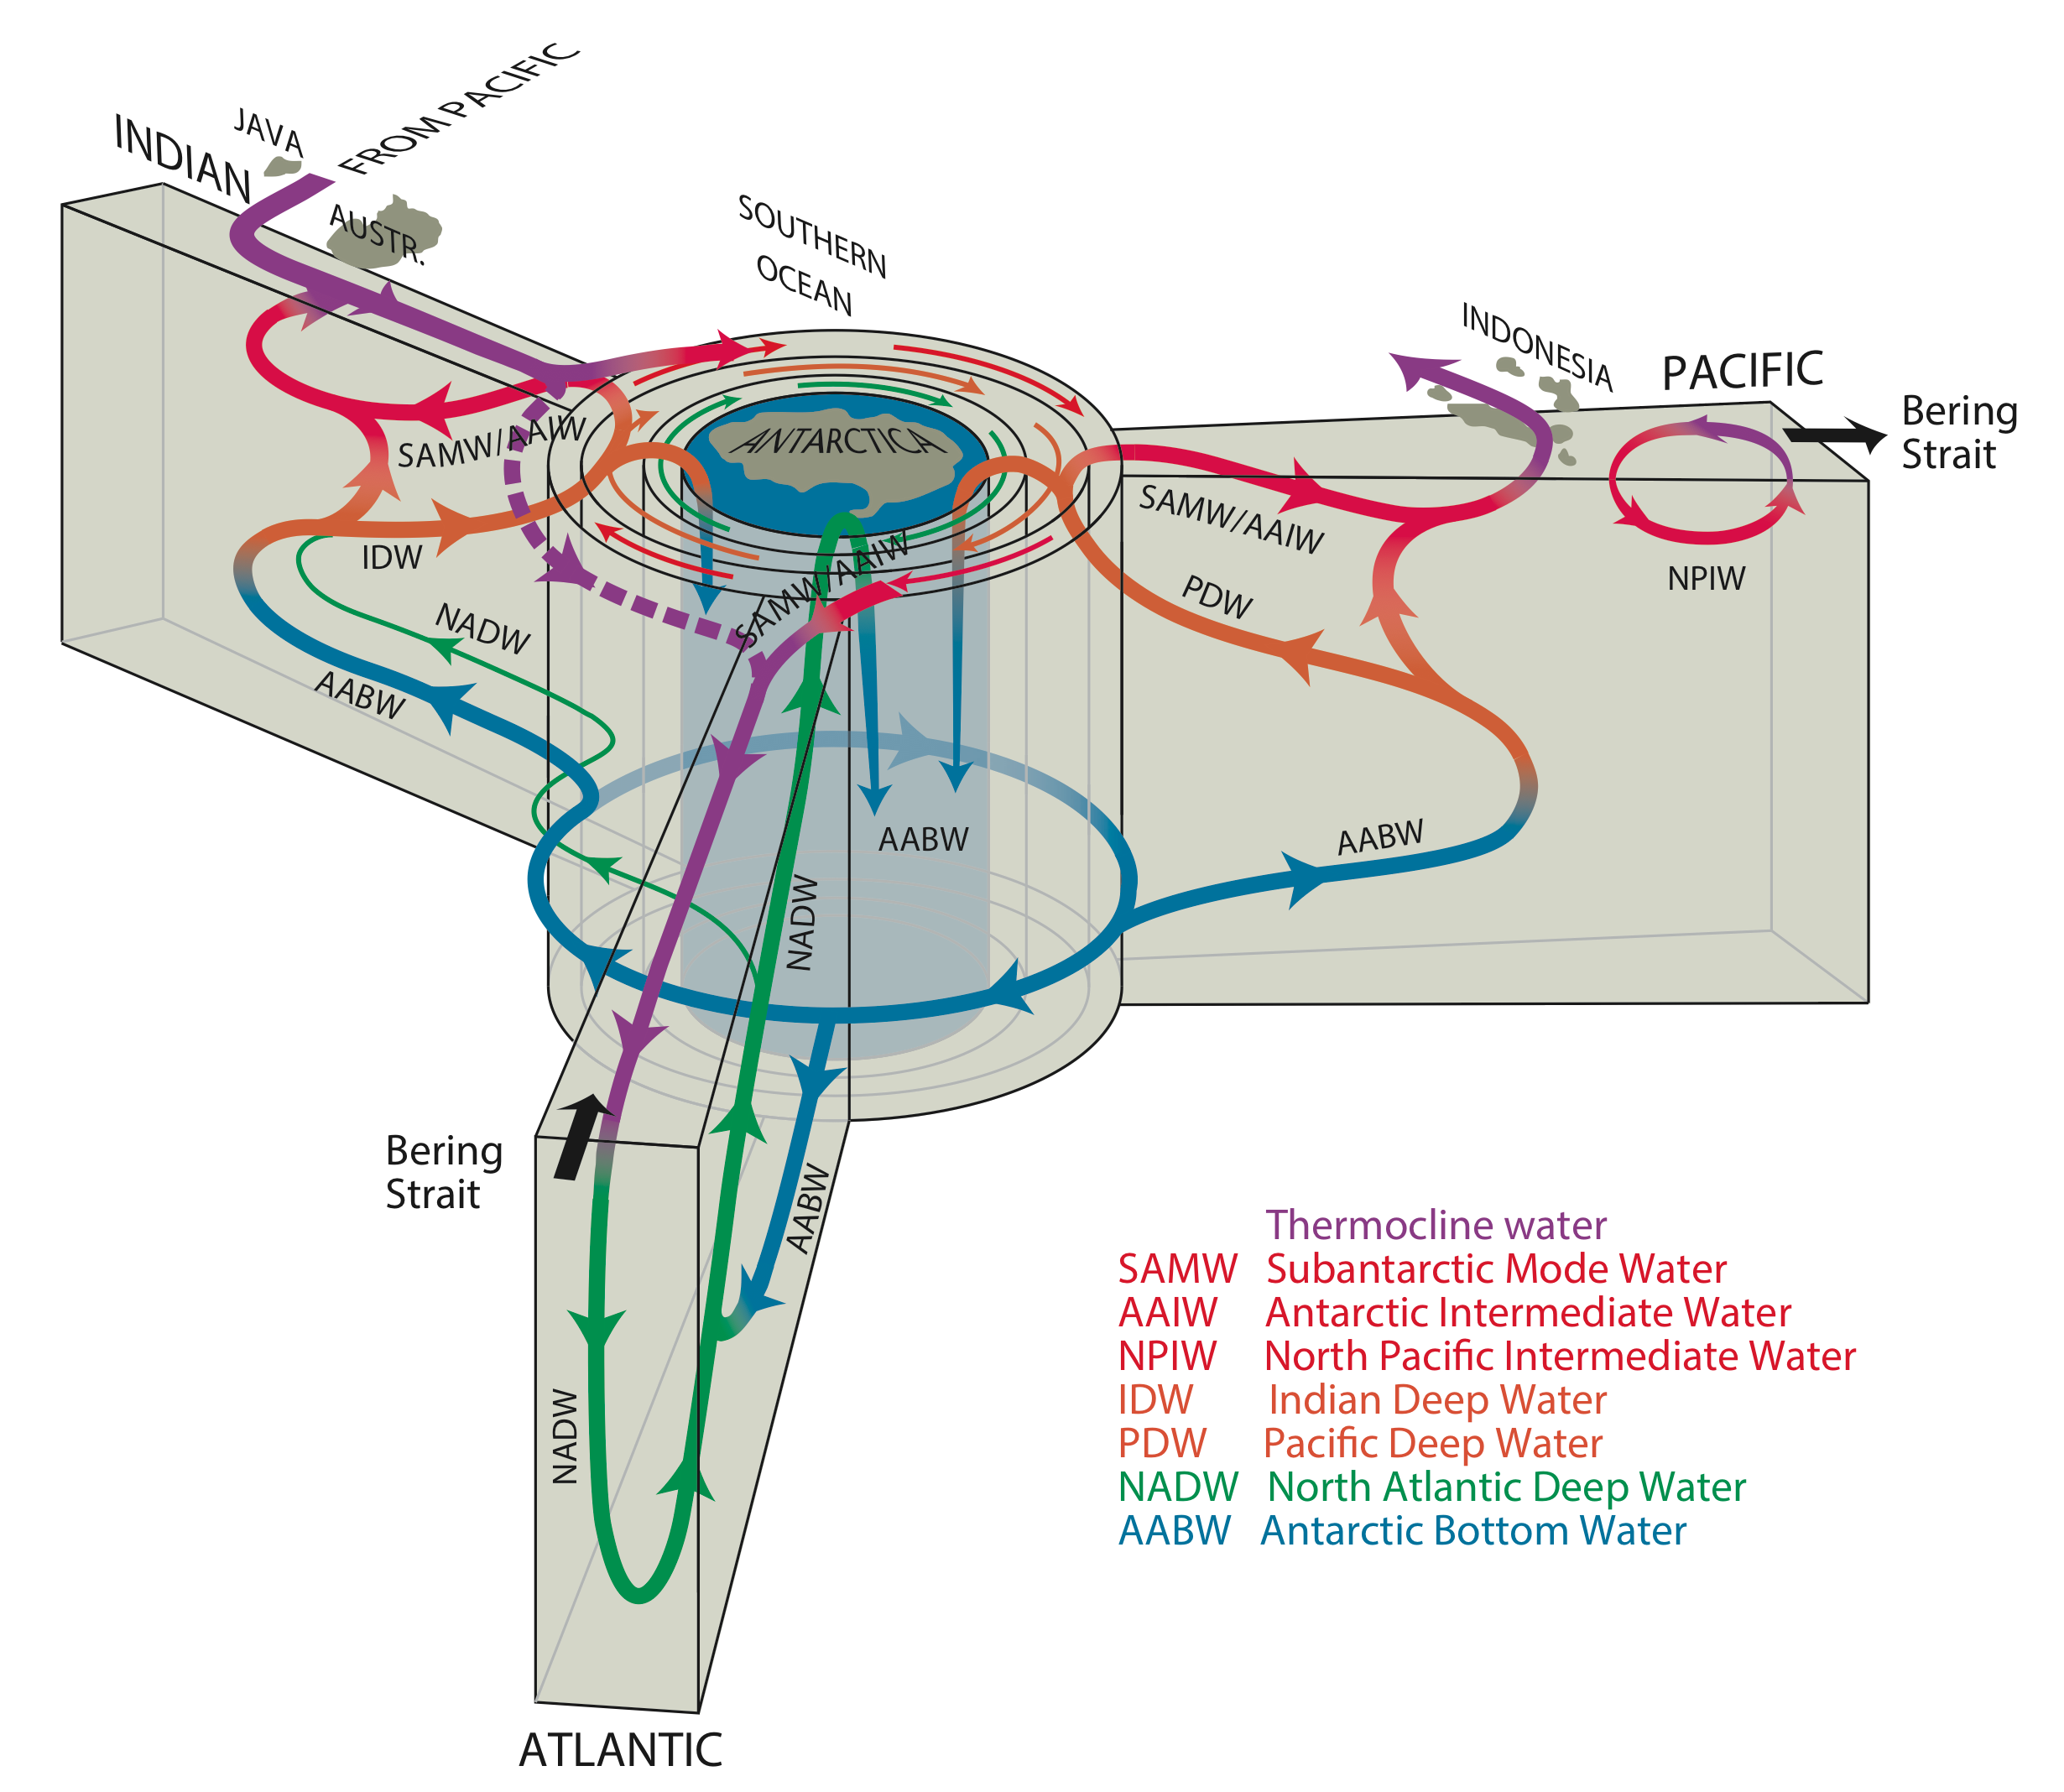 FROM PACIFIC
JAVA
INDIAN
AUSTR.
SOUTHERN
OCEAN
INDONESIA
PACIFIC
Bering
Strait
ANTARCTICA
SAMW/AAIW
SAMW/AAIW
IDW
SAMW/AAIW
NPIW
PDW
NADW
AABW
AABW
AABW
NADW
Bering
Strait
AABW
NADW
ATLANTIC
Thermocline water
SAMW Subantarctic Mode Water
AAIW Antarctic Intermediate Water
NPIW North Pacific Intermediate Water
IDW Indian Deep Water
PDW Pacific Deep Water
NADW North Atlantic Deep Water
AABW Antarctic Bottom Water